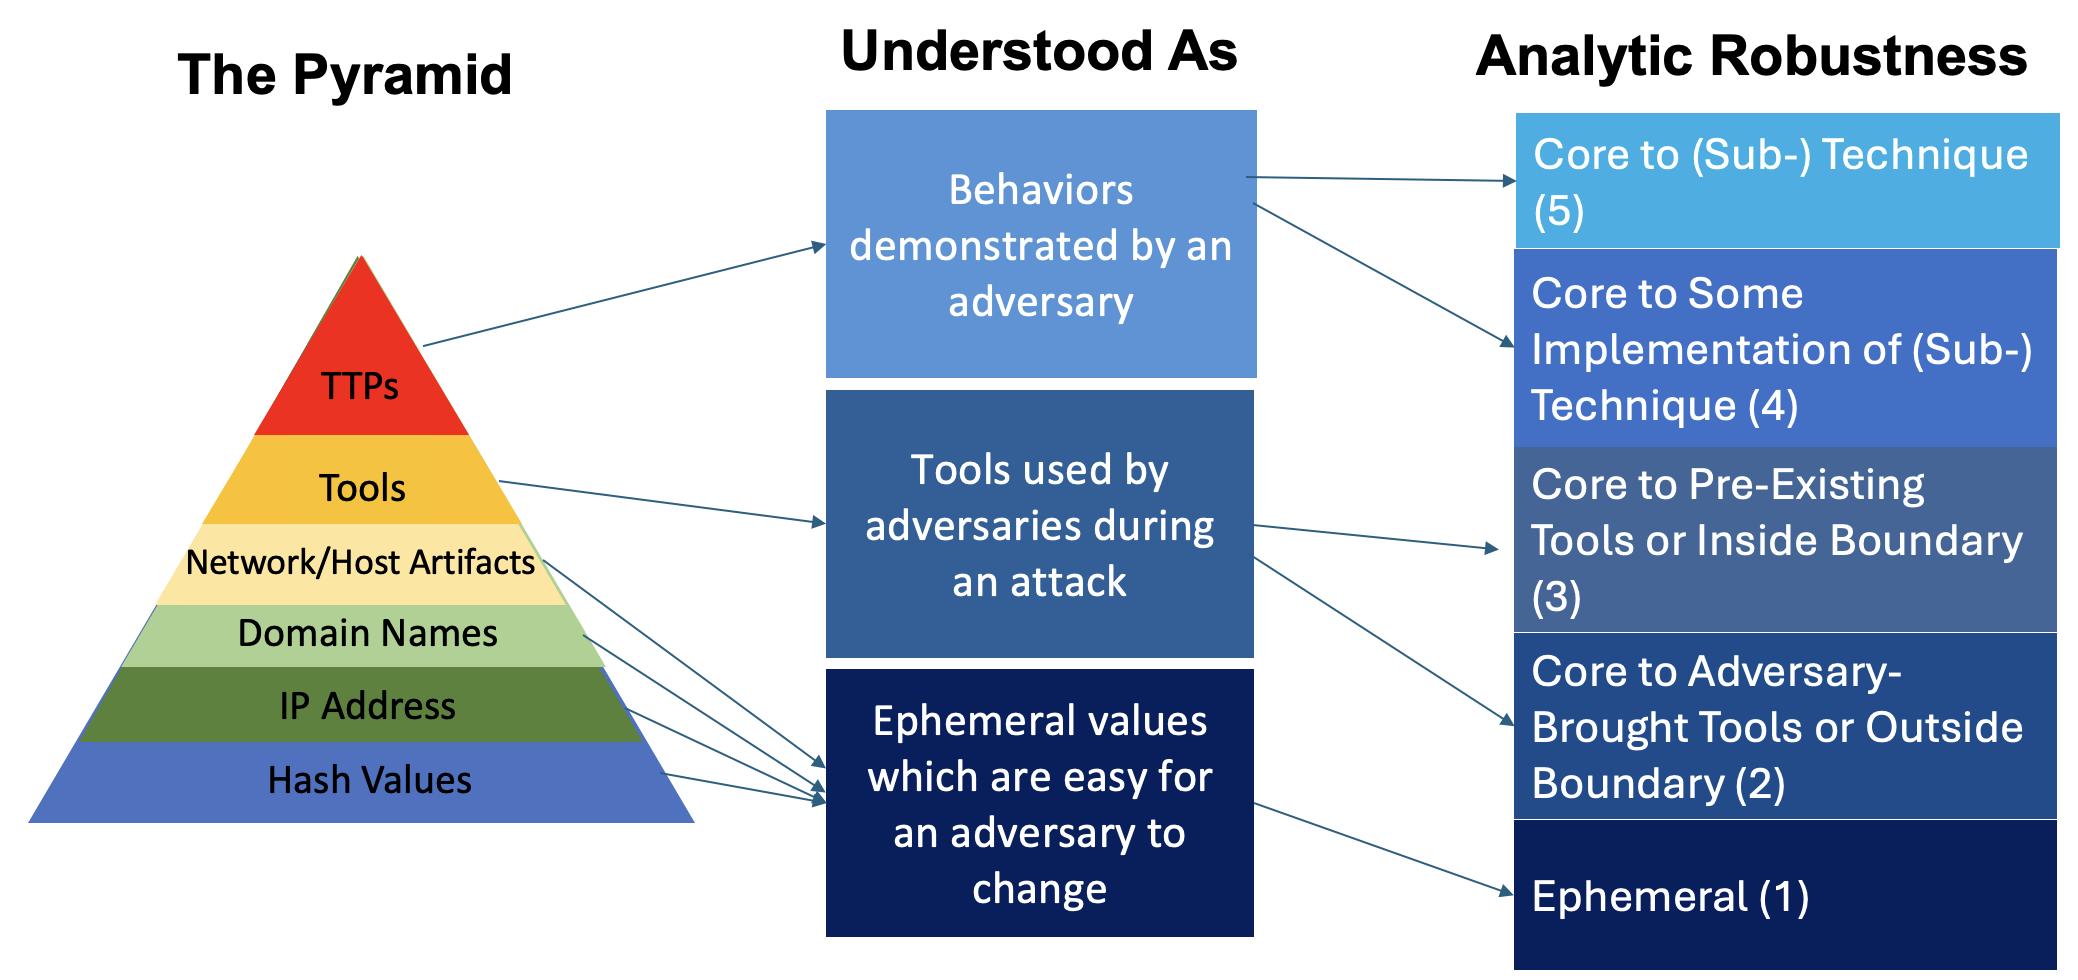 The Pyramid
TTPs
Tools
Network/Host Artifacts
Domain Names
IP Address
Hash Values
Understood As
Behaviors
demonstrated by an
adversary
Tools used by
adversaries during
an attack
Ephemeral values
which are easy for
an adversary to
change
Analytic Robustness
Core to (Sub-) Technique
(5)
Core to Some
Implementation of (Sub-)
Technique (4)
Core to Pre-Existing
Tools or Inside Boundary
(3)
Core to Adversary-
Brought Tools or Outside
Boundary (2)
Ephemeral (1)